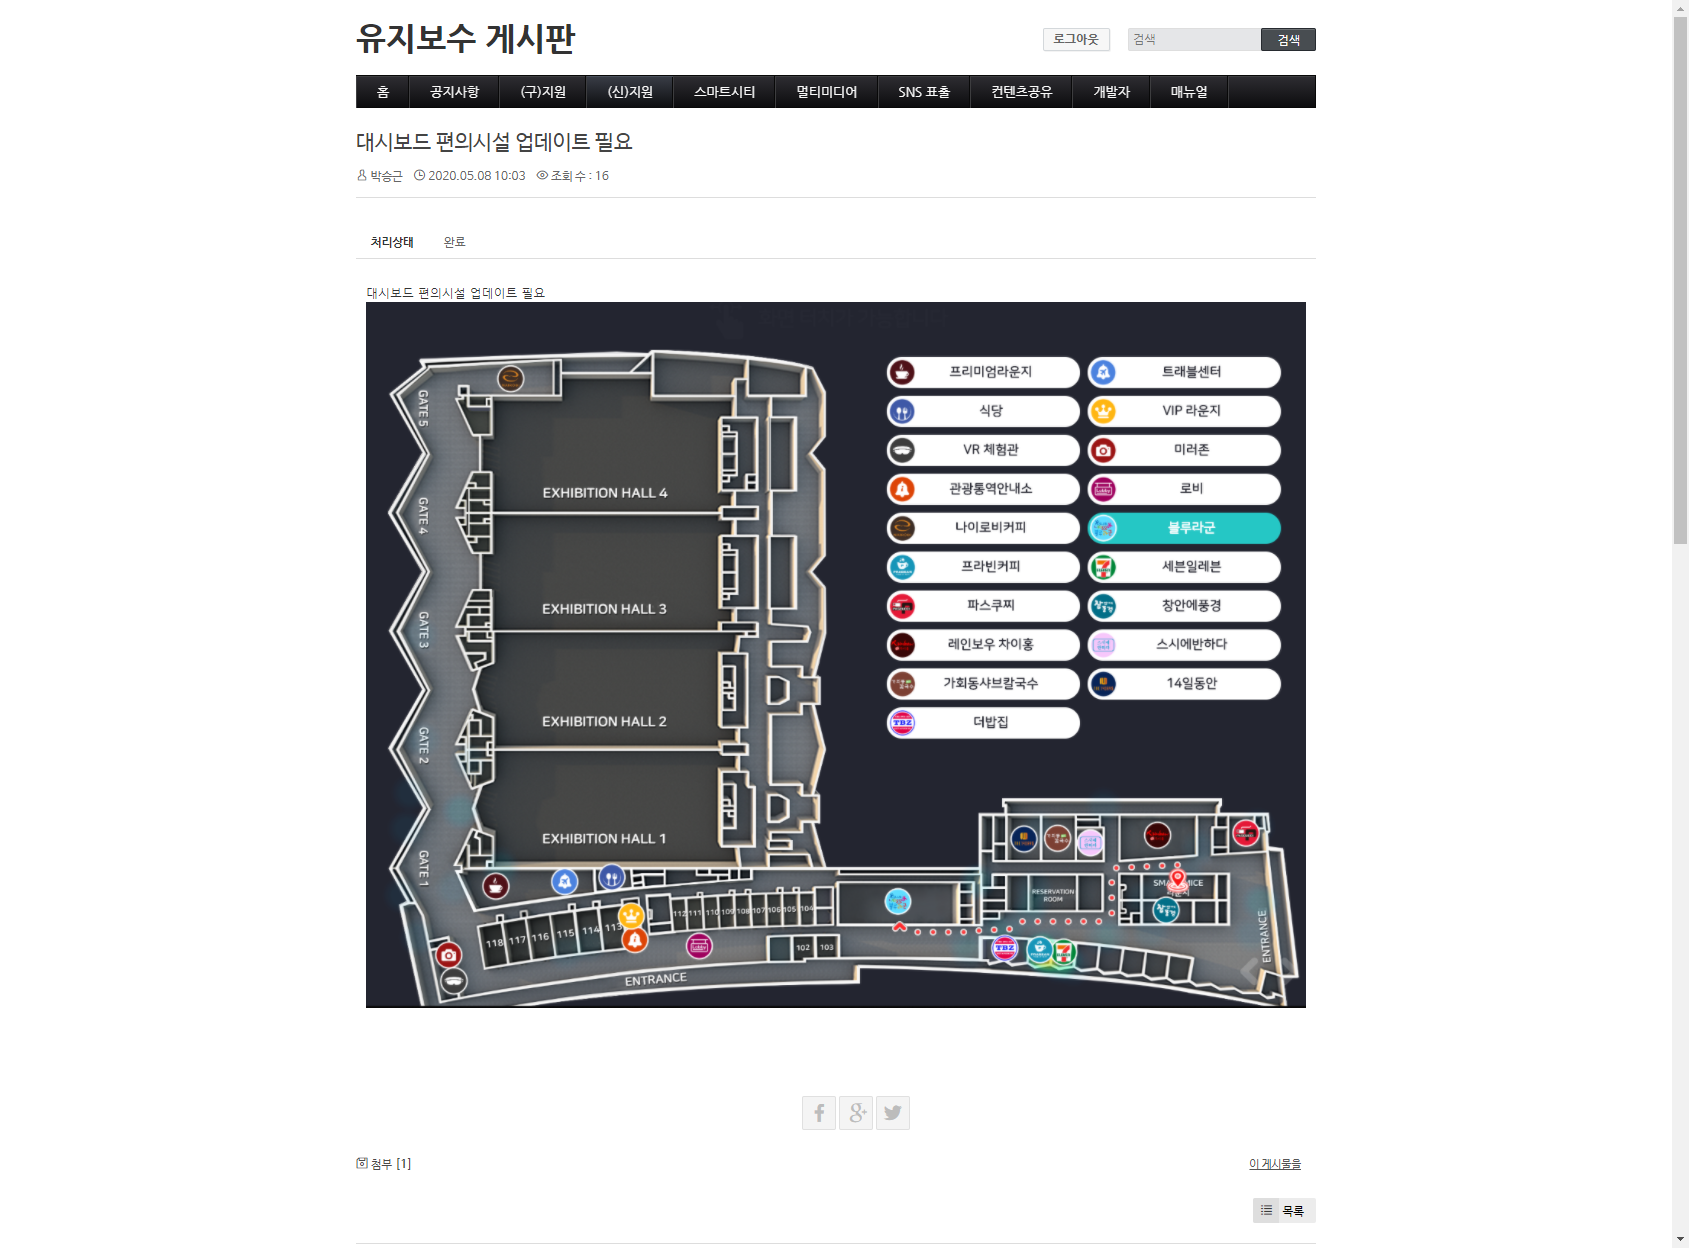 유지보수 게시판
로그아웃
검색
검색
홈
공지사항
(구)지원
(신)지원
스마트시티
멀티미디어
SNS 표출
컨텐츠공유
개발자
매뉴얼
대시보드 편의시설 업데이트 필요
박승근 2020.05.08 10:03 조회 수 : 16
처리상태 완료
대시보드 편의시설 업데이트 필요
프리미엄라운지
트래블센터
식당
VIP 라운지
VR 체험관
미러존
관광통역안내소
로비
나이로비커피
블루라군
프라빈커피
세븐일레븐
파스쿠찌
창안에풍경
레인보우 차이홍
스시에반하다
가회동샤브칼국수
14일동안
더밥집
GATE 5
GATE 4
GATE 3
GATE 2
GATE 1
EXHIBITION HALL 4
EXHIBITION HALL 3
EXHIBITION HALL 2
EXHIBITION HALL 1
118
117
116
115
114
113
112
111
110
109
108
107
106
105
104
102
103
Lobby
TBZ
RESERVATION
ROOM
ENTRANCE
ENTRANCE
첨부 [1]
이 게시물을
목록